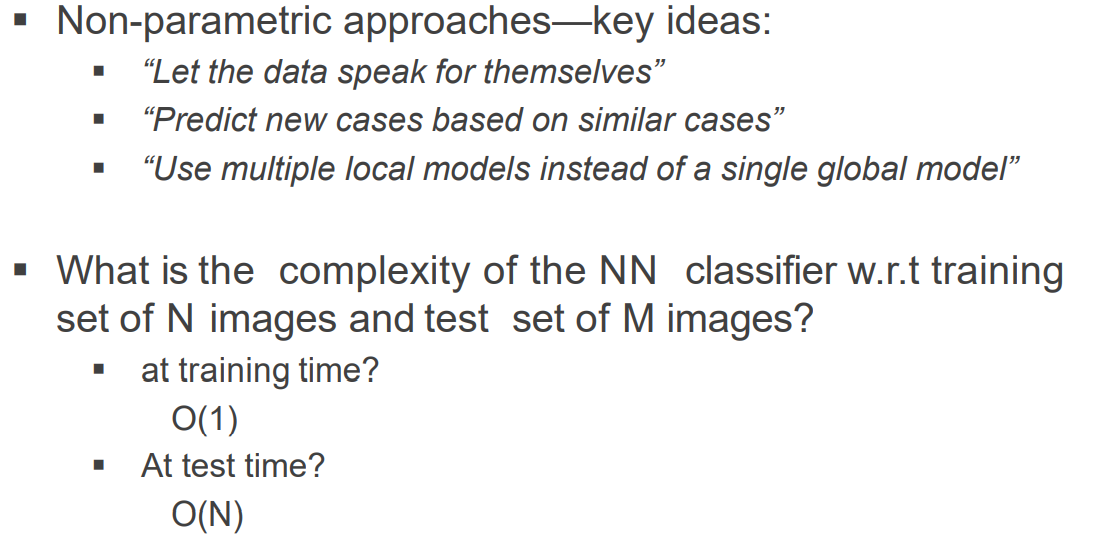 ▪ Non-parametric approaches—key ideas:
▪ “Let the data speak for themselves”
▪ “Predict new cases based on similar cases”
▪ “Use multiple local models instead of a single global model”
▪ What is the complexity of the NN classifier w.r.t training
set of N images and test set of M images?
▪ at training time?
O(1)
▪ At test time?
O(N)